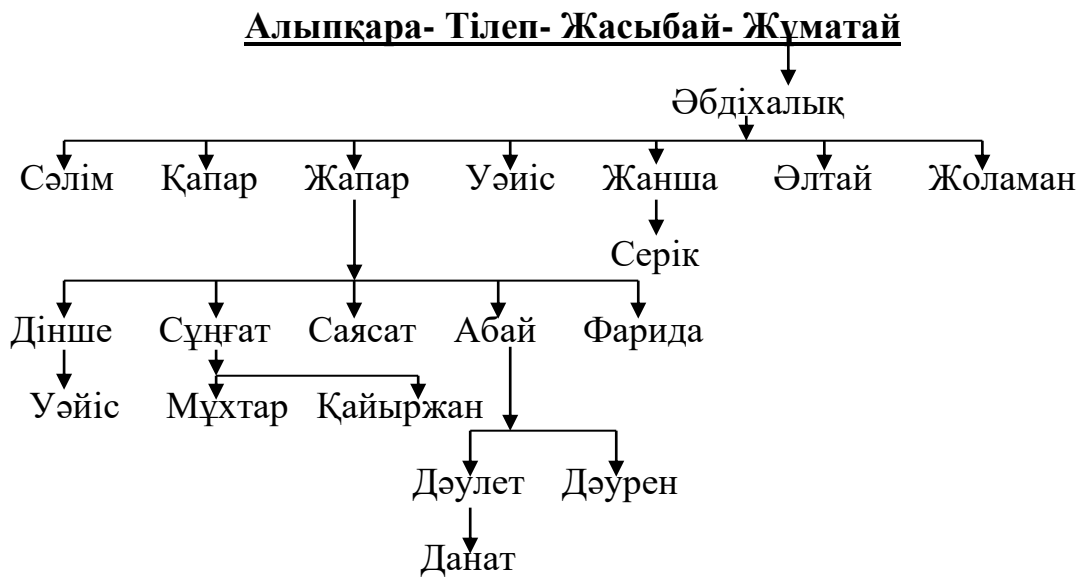 Алыпқара- Тілеп- Жасыбай- Жұматай
Әбдіхалық
Сәлім Қапар Жапар Уәиіс Жанша Әлтай Жоламан
Серік
Дінше Сұңғат Саясат Абай Фарида
Уәйіс Мұхтар Қайыржан
Дәулет Дәурен
Данат